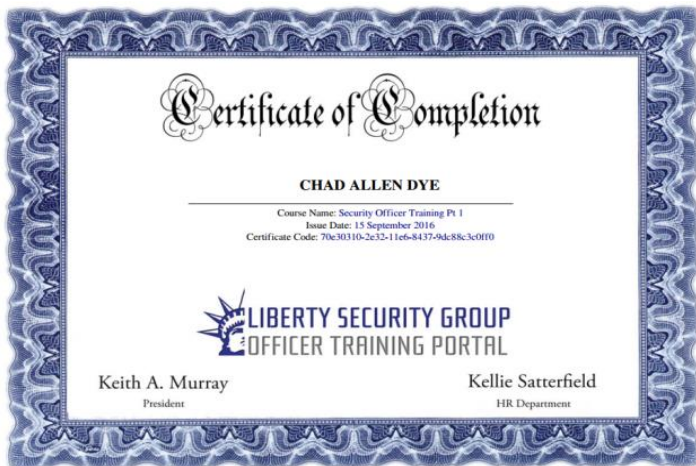 Certificate of Completion
CHAD ALLEN DYE
Course Name: Security Officer Training Pt 1
Issue Date: 15 September 2016
Certificate Code: 70e30310-2e32-11e6-8437-9dc88c3c0ff0
LIBERTY SECURITY GROUP
OFFICER TRAINING PORTAL
Keith A. Murray
President
Kellie Satterfield
HR Department